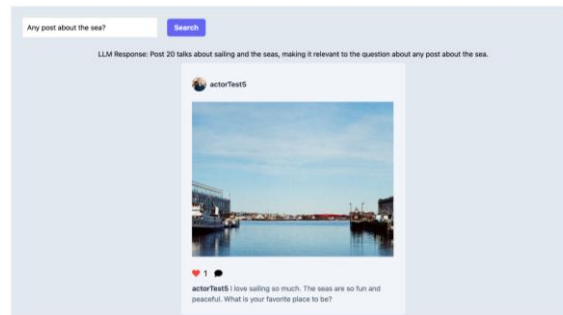 Any post about the sea?
Search
LLM Response: Post 20 talks about sailing and the seas, making it relevant to the question about any post about the sea.
actorTest5
1
actorTest5 I love sailing so much. The seas are so fun and
peaceful. What is your favorite place to be?